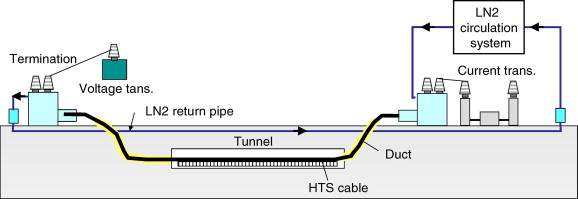 LN2
circulation
system
Termination
Voltage tans.
Current trans.
LN2 return pipe
Tunnel
Duct
HTS cable